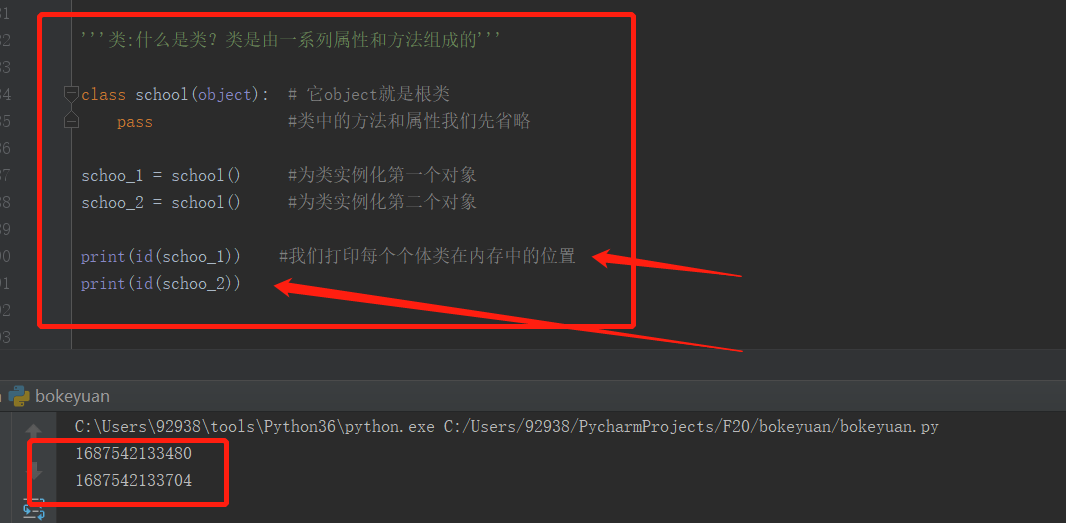 31
32 '''类:什么是类? 类是由一系列属性和方法组成的'''
33
34 class school(object): # 它object就是根类
35 pass #类中的方法和属性我们先省略
36
37 schoo_1 = school() #为类实例化第一个对象
38 schoo_2 = school() #为类实例化第二个对象
39
90 print(id(schoo_1)) #我们打印每个个体类在内存中的位置
91 print(id(schoo_2))
92
93
bokeyuan
C:\Users\92938\tools\Python36\python.exe C:/Users/92938/PycharmProjects/F20/bokeyuan/bokeyuan.py
1687542133480
1687542133704